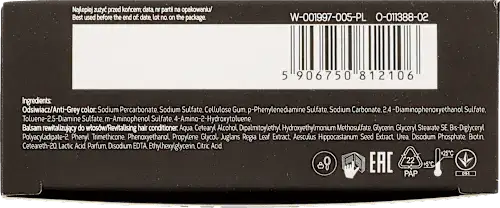 Najlepiej zużyć przed końcem; data, nr partii na opakowaniu/
Best used before the end of: date, lot no. on the package.
W-001997-005-PL O-011388-02
5 906750 812106
Ingredients:
Odsiwiacz/Anti-Grey color: Sodium Percarbonate, Sodium Sulfate, Cellulose Gum, p-Phenylenediamine Sulfate, Sodium Carbonate, 2,4 -Diaminophenoxyethanol Sulfate,
Toluene-2,5-Diamine Sulfate, m-Aminophenol Sulfate, 4-Amino-2-Hydroxytoluene.
Balsam rewitalizujący do włosów/Revitalising hair conditioner: Aqua, Cetearyl Alcohol, Dipalmitoylethyl Hydroxyethylmonium Methosulfate, Glycerin, Glyceryl Stearate SE, Bis-Diglyceryl
Polyacyladipate-2, Phenyl Trimethicone, Phenoxyethanol, Propylene Glycol, Juglans Regia Leaf Extract, Aesculus Hippocastanum Seed Extract, Urea, Disodium Phosphate, Biotin,
Ceteareth-20, Lactic Acid, Parfum, Disodium EDTA, Ethylhexylglycerin, Citric Acid
EAC
22
PAP
+5°C
+25°C